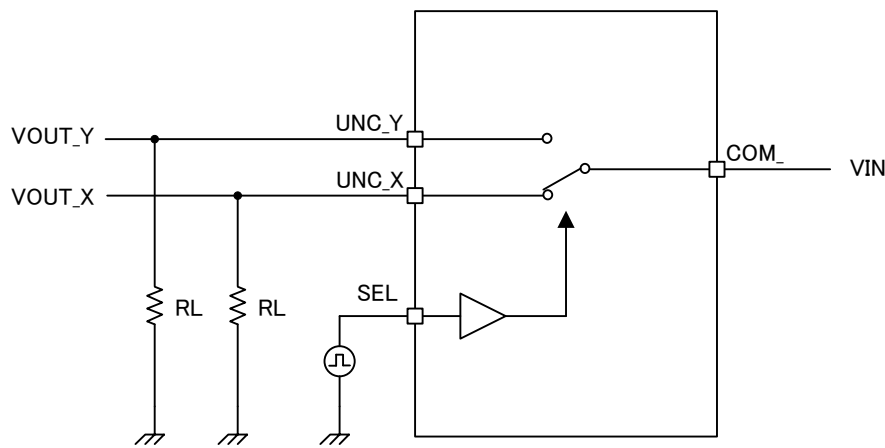 VOUT_Y
UNC_Y
COM_
VIN
VOUT_X
UNC_X
SEL
RL
RL